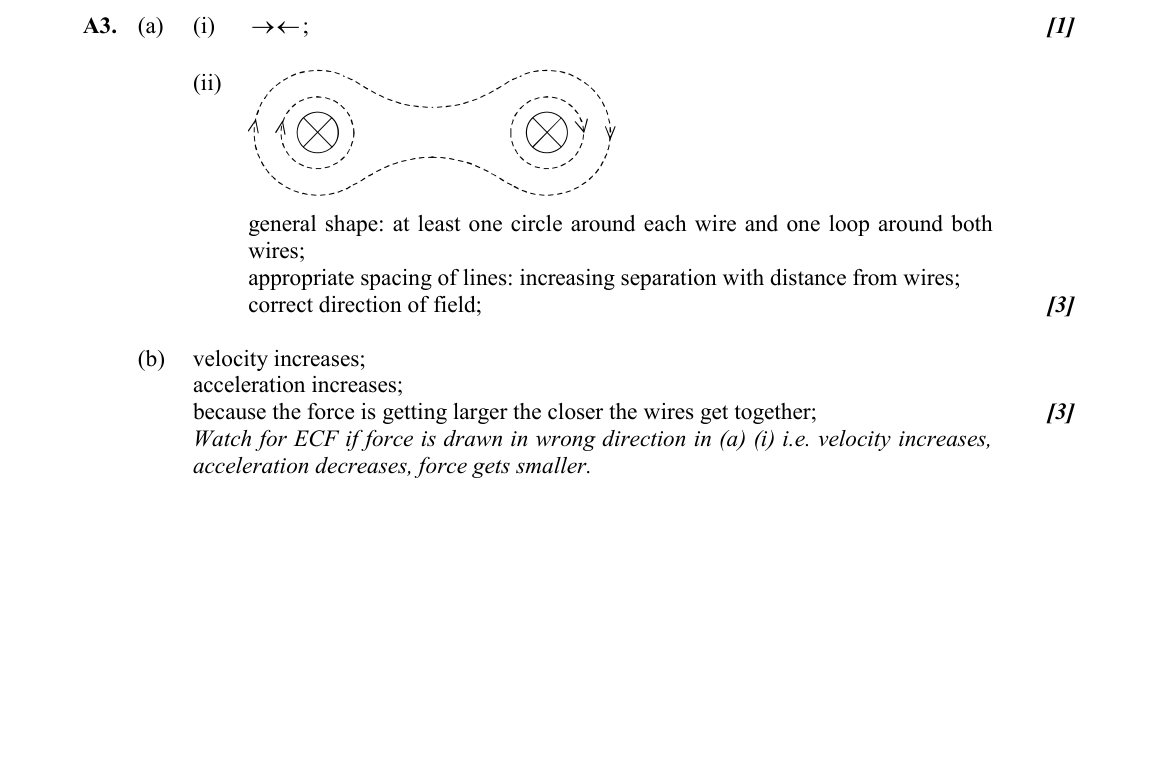 A3. (a) (i) →←; [1]
(ii)
general shape: at least one circle around each wire and one loop around both
wires;
appropriate spacing of lines: increasing separation with distance from wires;
correct direction of field; [3]
(b) velocity increases;
acceleration increases;
because the force is getting larger the closer the wires get together; [3]
Watch for ECF if force is drawn in wrong direction in (a) (i) i.e. velocity increases,
acceleration decreases, force gets smaller.